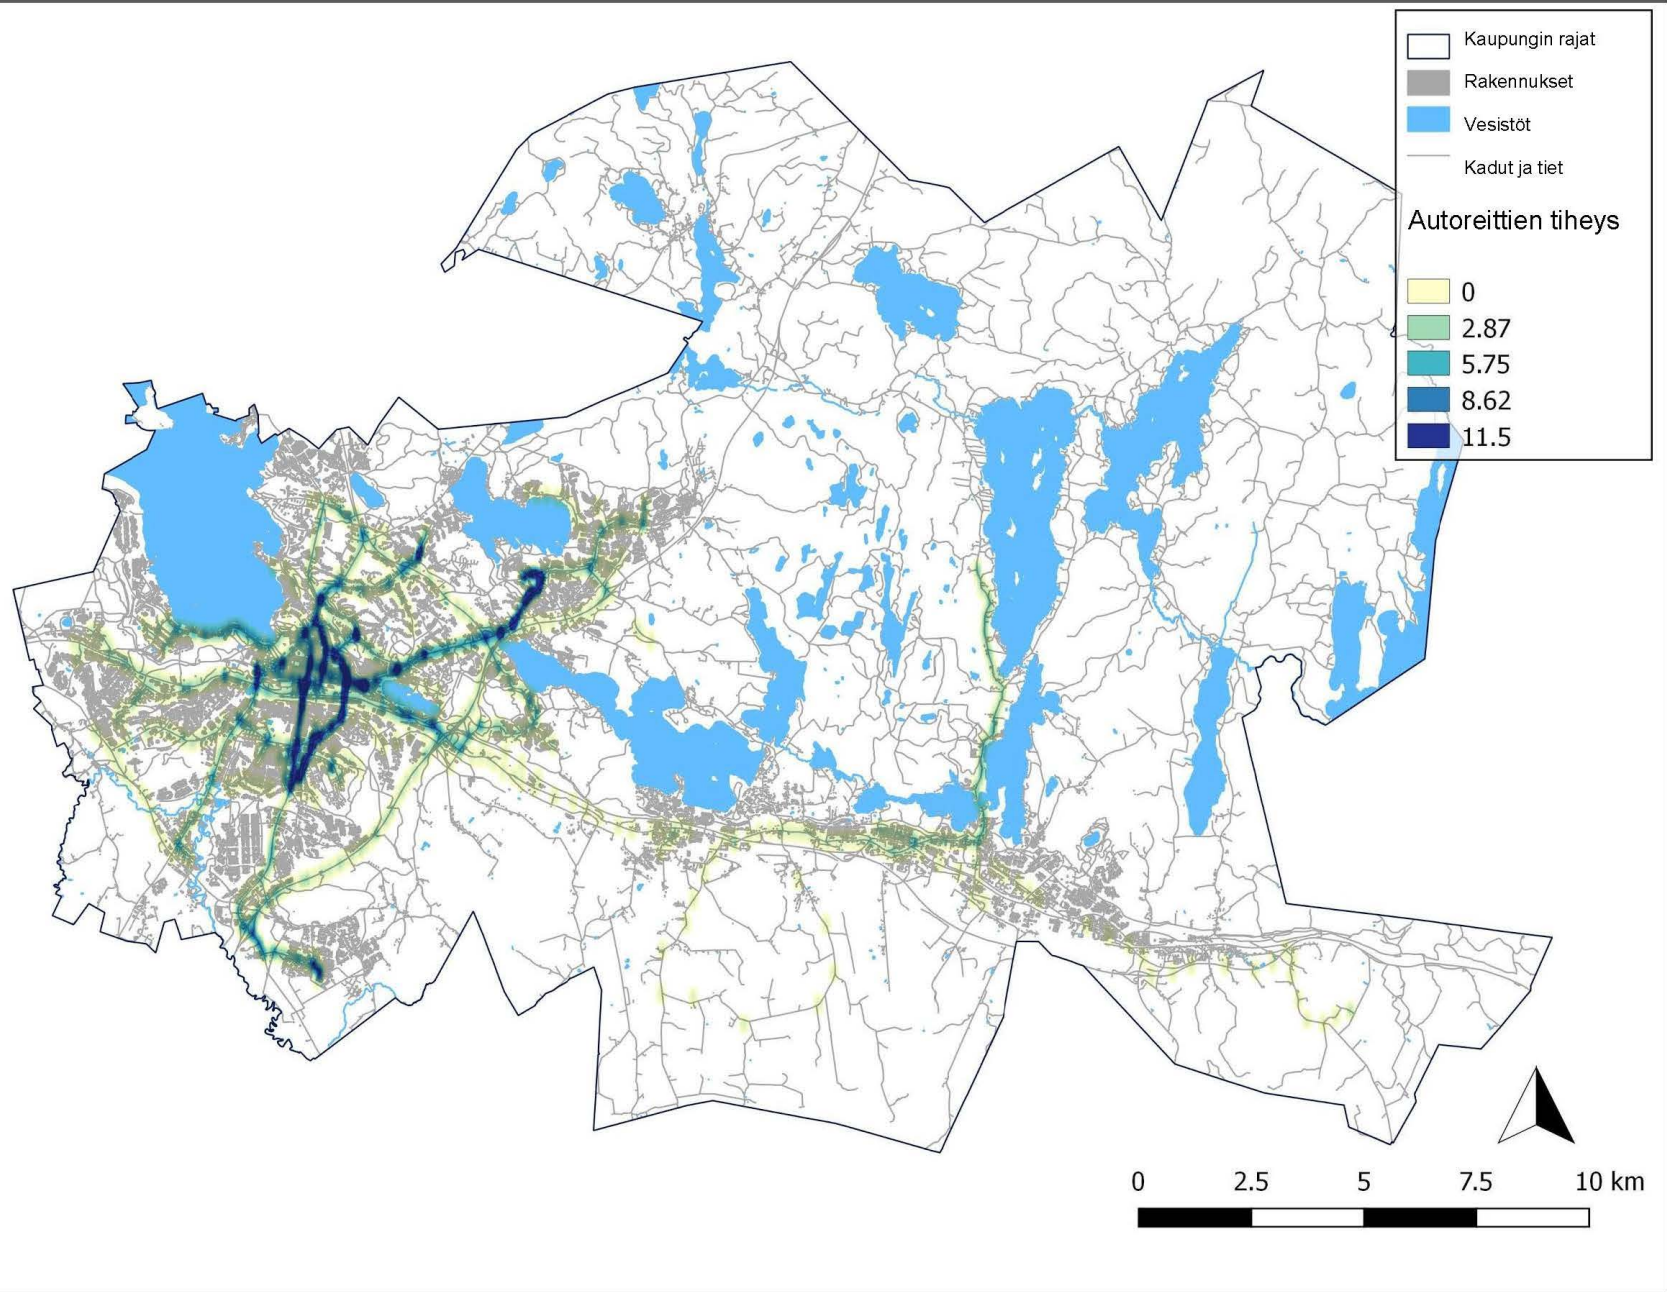 Kaupungin rajat
Rakennukset
Vesistöt
Kadut ja tiet
Autoreittien tiheys
0
2.87
5.75
8.62
11.5
0 2.5 5 7.5 10 km